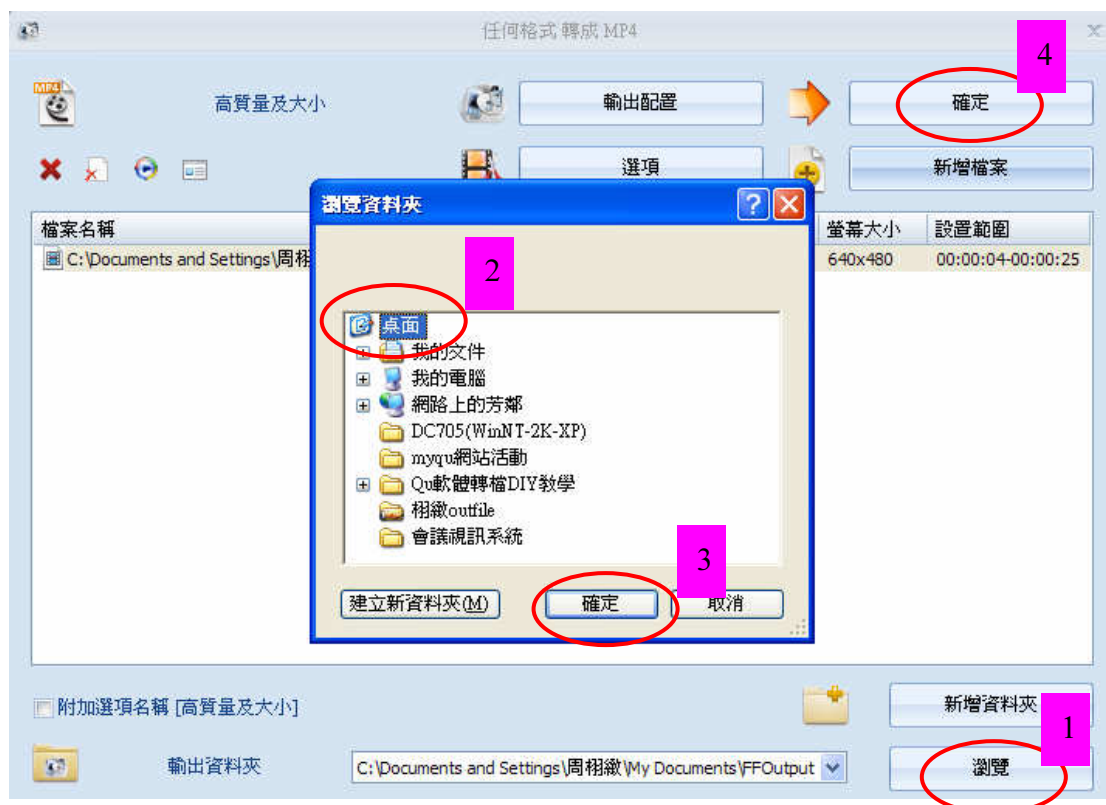 任何格式 轉成 MP4
4
MP4
高質量及大小
輸出配置
確定
選項
新增檔案
瀏覽資料夾
檔案名稱
螢幕大小
設置範圍
C:\Documents and Settings\周栩
640x480
00:00:04-00:00:25
2
桌面
我的文件
我的電腦
網路上的芳鄰
DC705(WinNT-2K-XP)
myqu網站活動
Qu軟體轉檔DIY教學
栩緻outfile
會議視訊系統
3
建立新資料夾(M)
確定
取消
附加選項名稱 [高質量及大小]
新增資料夾
1
輸出資料夾
C:\Documents and Settings\周栩緻\My Documents\FFOutput
瀏覽